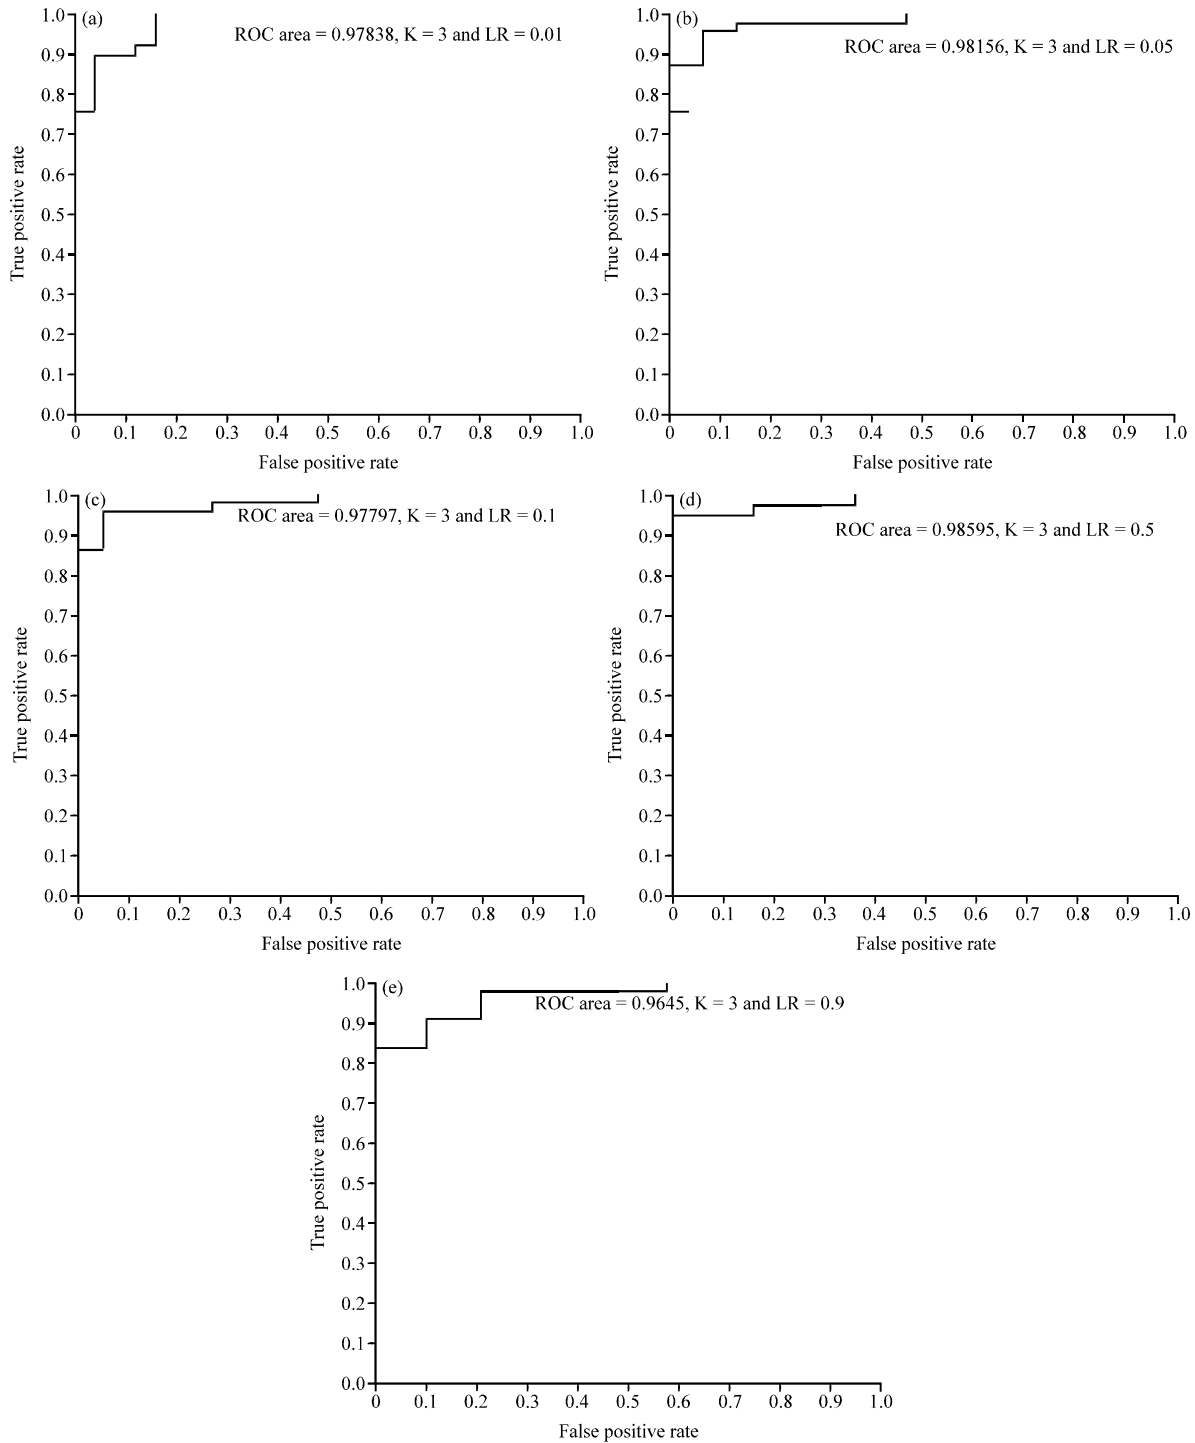 (a)
ROC area = 0.97838, K = 3 and LR = 0.01
1.0
0.9
0.8
0.7
0.6
0.5
0.4
0.3
0.2
0.1
0.0
True positive rate
0 0.1 0.2 0.3 0.4 0.5 0.6 0.7 0.8 0.9 1.0
False positive rate
(b)
ROC area = 0.98156, K = 3 and LR = 0.05
1.0
0.9
0.8
0.7
0.6
0.5
0.4
0.3
0.2
0.1
0.0
True positive rate
0 0.1 0.2 0.3 0.4 0.5 0.6 0.7 0.8 0.9 1.0
False positive rate
(c)
ROC area = 0.97797, K = 3 and LR = 0.1
1.0
0.9
0.8
0.7
0.6
0.5
0.4
0.3
0.2
0.1
0.0
True positive rate
0 0.1 0.2 0.3 0.4 0.5 0.6 0.7 0.8 0.9 1.0
False positive rate
(d)
ROC area = 0.98595, K = 3 and LR = 0.5
1.0
0.9
0.8
0.7
0.6
0.5
0.4
0.3
0.2
0.1
0.0
True positive rate
0 0.1 0.2 0.3 0.4 0.5 0.6 0.7 0.8 0.9 1.0
False positive rate
(e)
ROC area = 0.9645, K = 3 and LR = 0.9
1.0
0.9
0.8
0.7
0.6
0.5
0.4
0.3
0.2
0.1
0.0
True positive rate
0 0.1 0.2 0.3 0.4 0.5 0.6 0.7 0.8 0.9 1.0
False positive rate